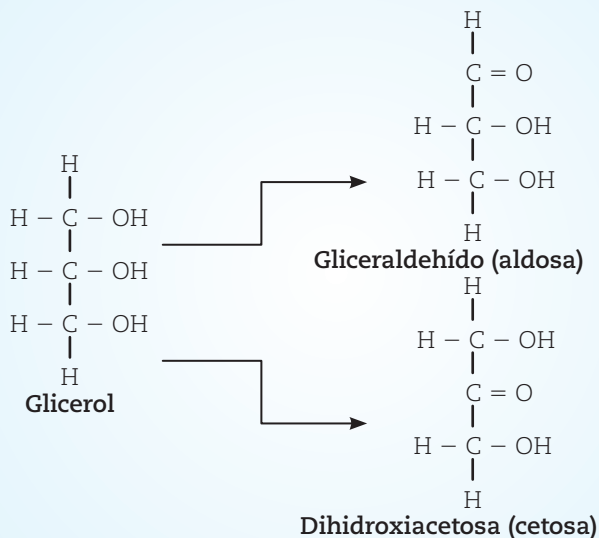 H
H – C – OH
H – C – OH
H – C – OH
H
Glicerol
H
C = O
H – C – OH
H – C – OH
H
Gliceraldehído (aldosa)
H
H – C – OH
C = O
H – C – OH
H
Dihidroxiacetosa (cetosa)